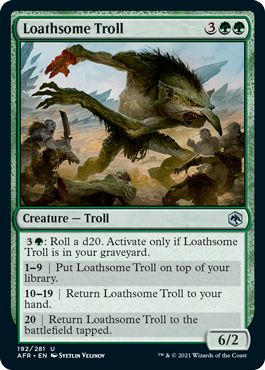 Loathsome Troll 3
Creature — Troll
3 : Roll a d20. Activate only if Loathsome
Troll is in your graveyard.
1–9 | Put Loathsome Troll on top of your
library.
10–19 | Return Loathsome Troll to your
hand.
20 | Return Loathsome Troll to the
battlefield tapped.
6/2
192/281 U
AFR • EN Svetlin Velinov
™ & © 2021 Wizards of the Coast